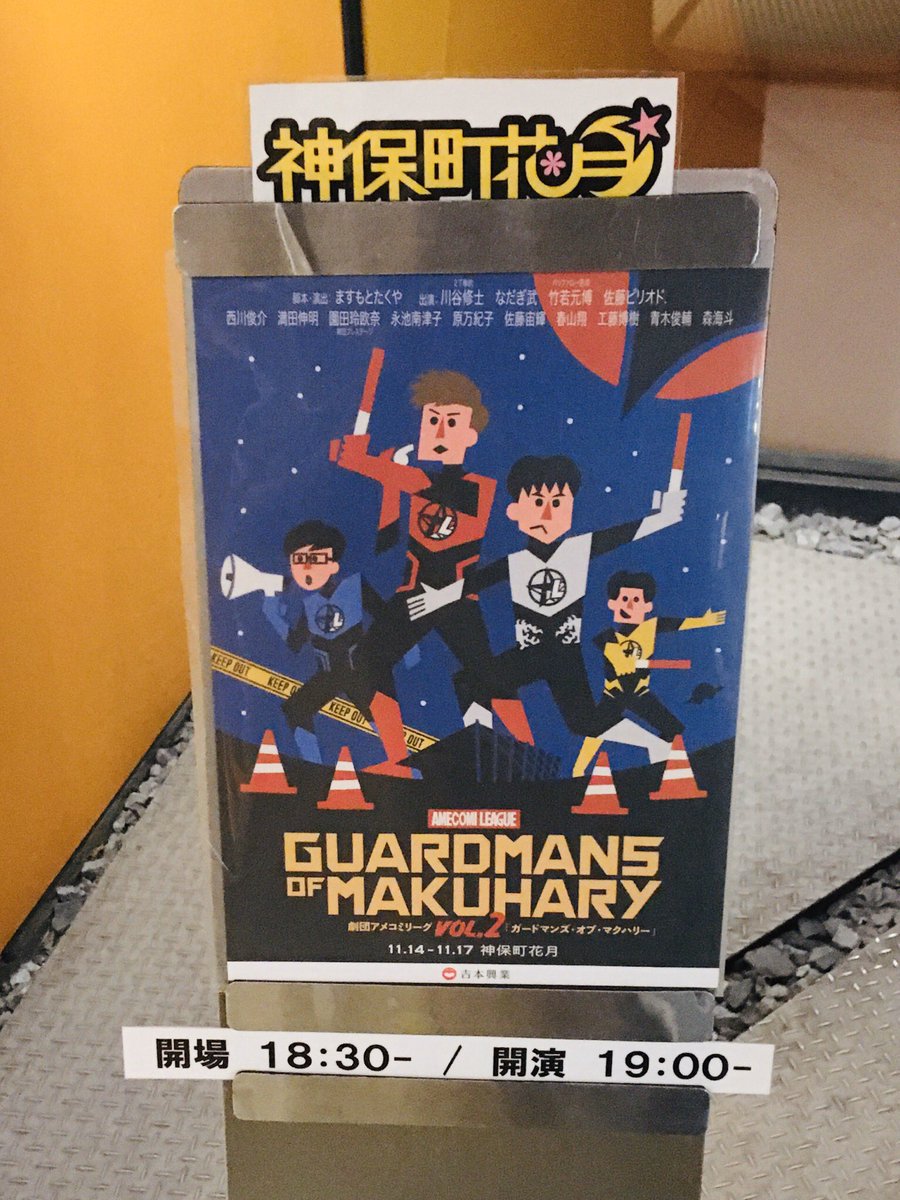 神保町花月
脚本・演出：ますもとたくや 出演：川谷修士 なだぎ武 竹若元博 佐藤ピリオド.
西川俊介 満田伸明 園田玲欧奈 永池南津子 原万紀子 佐藤宙輝 春山翔 工藤博樹 青木俊輔 森海斗
KEEP OUT
KEEP OUT
KEEP OUT
OUT
AMECOMI LEAGUE
GUARDMANS
OF MAKUHARY
劇団アメコミリーグ VOL.2「ガードマンズ・オブ・マクハリー」
11.14-11.17 神保町花月
吉本興業
開場 18:30- / 開演 19:00-